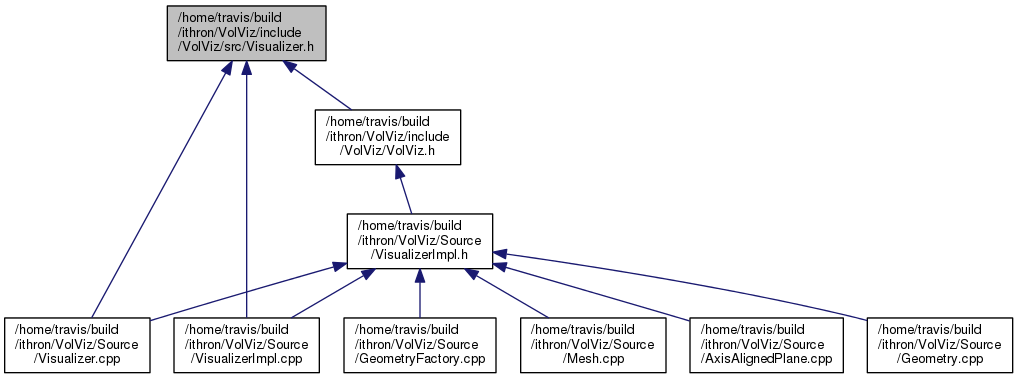 /home/travis/build
/ithron/VolViz/include
/VolViz/src/Visualizer.h
/home/travis/build
/ithron/VolViz/include
/VolViz/VolViz.h
/home/travis/build
/ithron/VolViz/Source
/VisualizerImpl.h
/home/travis/build
/ithron/VolViz/Source
/Visualizer.cpp
/home/travis/build
/ithron/VolViz/Source
/VisualizerImpl.cpp
/home/travis/build
/ithron/VolViz/Source
/GeometryFactory.cpp
/home/travis/build
/ithron/VolViz/Source
/Mesh.cpp
/home/travis/build
/ithron/VolViz/Source
/AxisAlignedPlane.cpp
/home/travis/build
/ithron/VolViz/Source
/Geometry.cpp